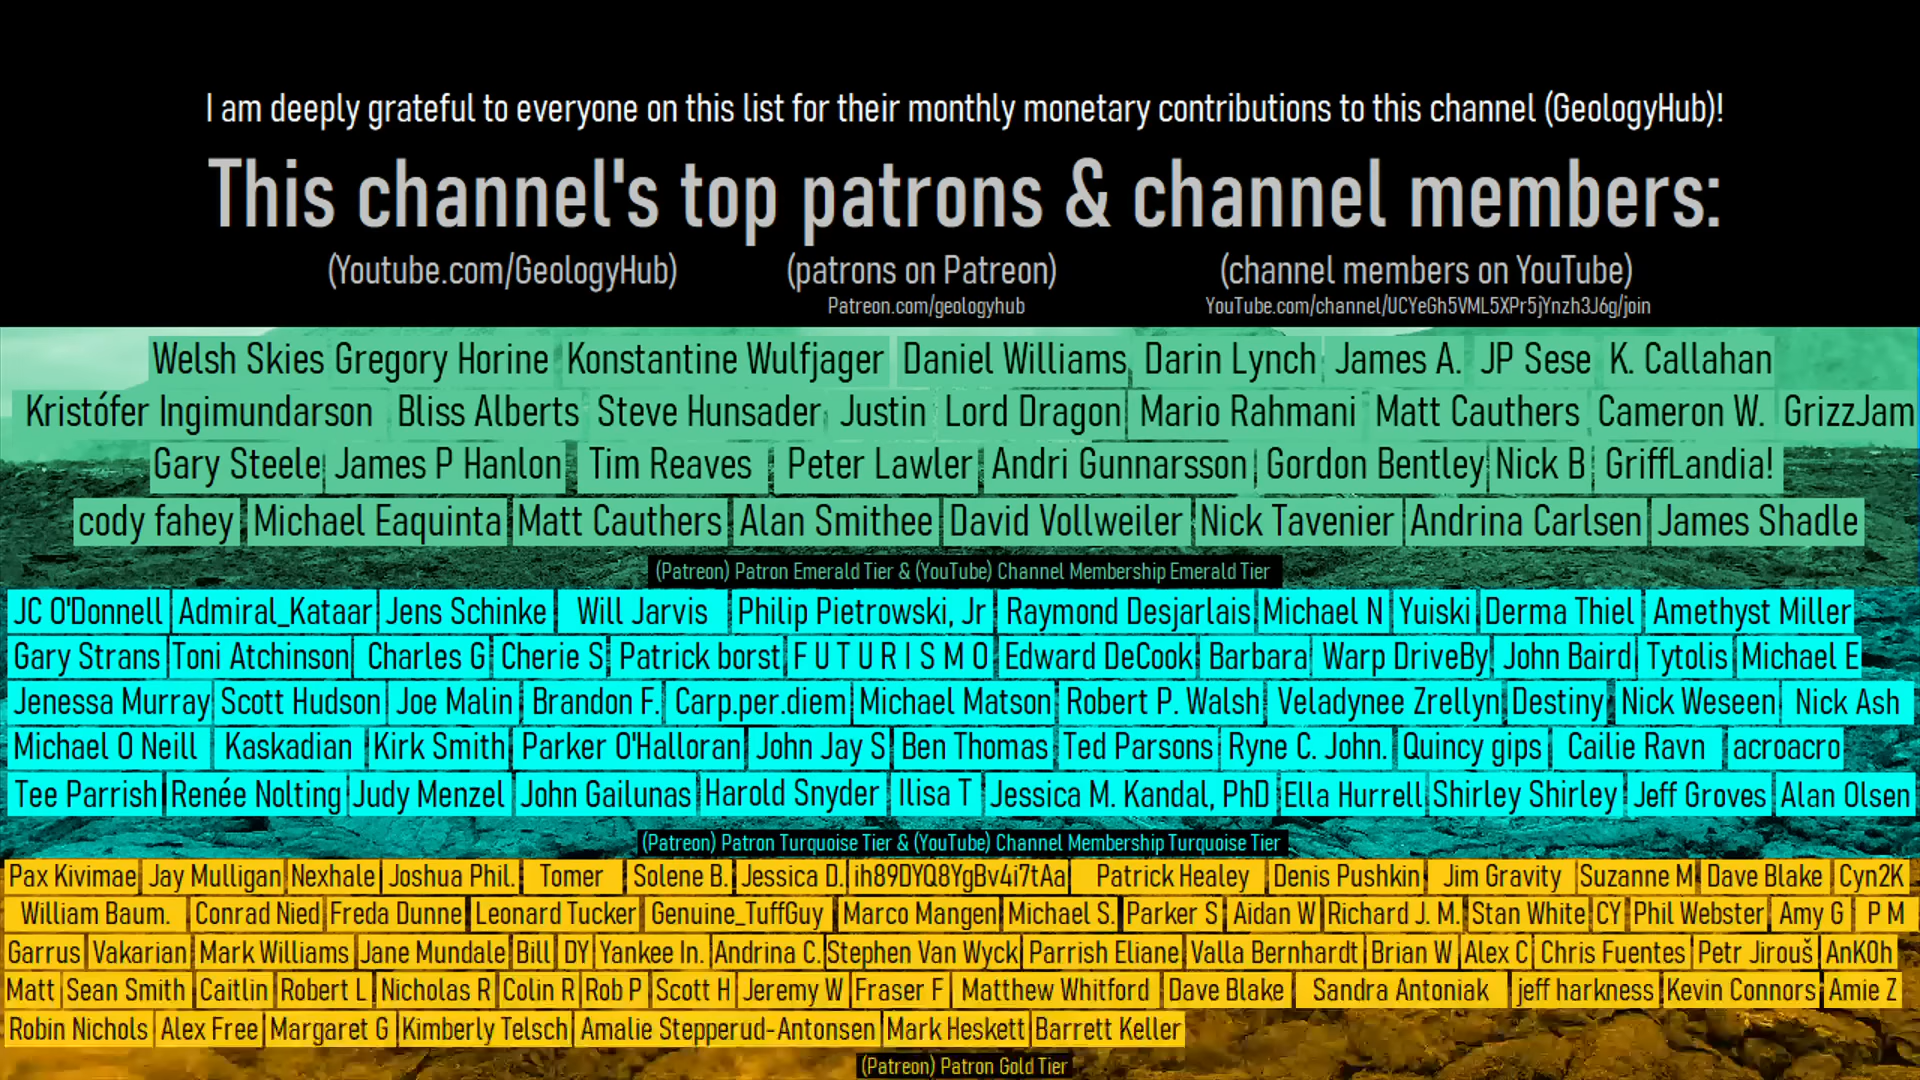 I am deeply grateful to everyone on this list for their monthly monetary contributions to this channel (GeologyHub)!
This channel's top patrons & channel members:
(Youtube.com/GeologyHub) (patrons on Patreon) (channel members on YouTube)
Patreon.com/geologyhub YouTube.com/channel/UCYeGh5VML5XPr5jYnzh3J6g/join
Welsh Skies Gregory Horine Konstantine Wulfjager Daniel Williams Darin Lynch James A. JP Sese K. Callahan
Kristófer Ingimundarson Bliss Alberts Steve Hunsader Justin Lord Dragon Mario Rahmani Matt Cauthers Cameron W. GrizzJam
Gary Steele James P Hanlon Tim Reaves Peter Lawler Andri Gunnarsson Gordon Bentley Nick B GriffLandia!
cody fahey Michael Eaquinta Matt Cauthers Alan Smithee David Vollweiler Nick Tavenier Andrina Carlsen James Shadle
(Patreon) Patron Emerald Tier & (YouTube) Channel Membership Emerald Tier
JC O'Donnell Admiral_Kataar Jens Schinke Will Jarvis Philip Pietrowski, Jr Raymond Desjarlais Michael N Yuiski Derma Thiel Amethyst Miller
Gary Strans Toni Atchinson Charles G Cherie S Patrick borst F U T U R I S M O Edward DeCook Barbara Warp DriveBy John Baird Tytolis Michael E
Jenessa Murray Scott Hudson Joe Malin Brandon F. Carp.per.diem Michael Matson Robert P. Walsh Veladynee Zrellyn Destiny Nick Weseen Nick Ash
Michael O Neill Kaskadian Kirk Smith Parker O'Halloran John Jay S Ben Thomas Ted Parsons Ryne C. John. Quincy gips Cailie Ravn acroacro
Tee Parrish Renée Nolting Judy Menzel John Gailunas Harold Snyder Ilisa T Jessica M. Kandal, PhD Ella Hurrell Shirley Shirley Jeff Groves Alan Olsen
(Patreon) Patron Turquoise Tier & (YouTube) Channel Membership Turquoise Tier
Pax Kivimae Jay Mulligan Nexhale Joshua Phil. Tomer Solene B. Jessica D. ih89DYQ8YgBv4i7tAa Patrick Healey Denis Pushkin Jim Gravity Suzanne M Dave Blake Cyn2K
William Baum. Conrad Nied Freda Dunne Leonard Tucker Genuine_TuffGuy Marco Mangen Michael S. Parker S Aidan W Richard J. M. Stan White CY Phil Webster Amy G P M
Garrus Vakarian Mark Williams Jane Mundale Bill DY Yankee In. Andrina C. Stephen Van Wyck Parrish Eliane Valla Bernhardt Brian W Alex C Chris Fuentes Petr Jirouš AnK0h
Matt Sean Smith Caitlin Robert L Nicholas R Colin R Rob P Scott H Jeremy W Fraser F Matthew Whitford Dave Blake Sandra Antoniak jeff harkness Kevin Connors Amie Z
Robin Nichols Alex Free Margaret G Kimberly Telsch Amalie Stepperud-Antonsen Mark Heskett Barrett Keller
(Patreon) Patron Gold Tier